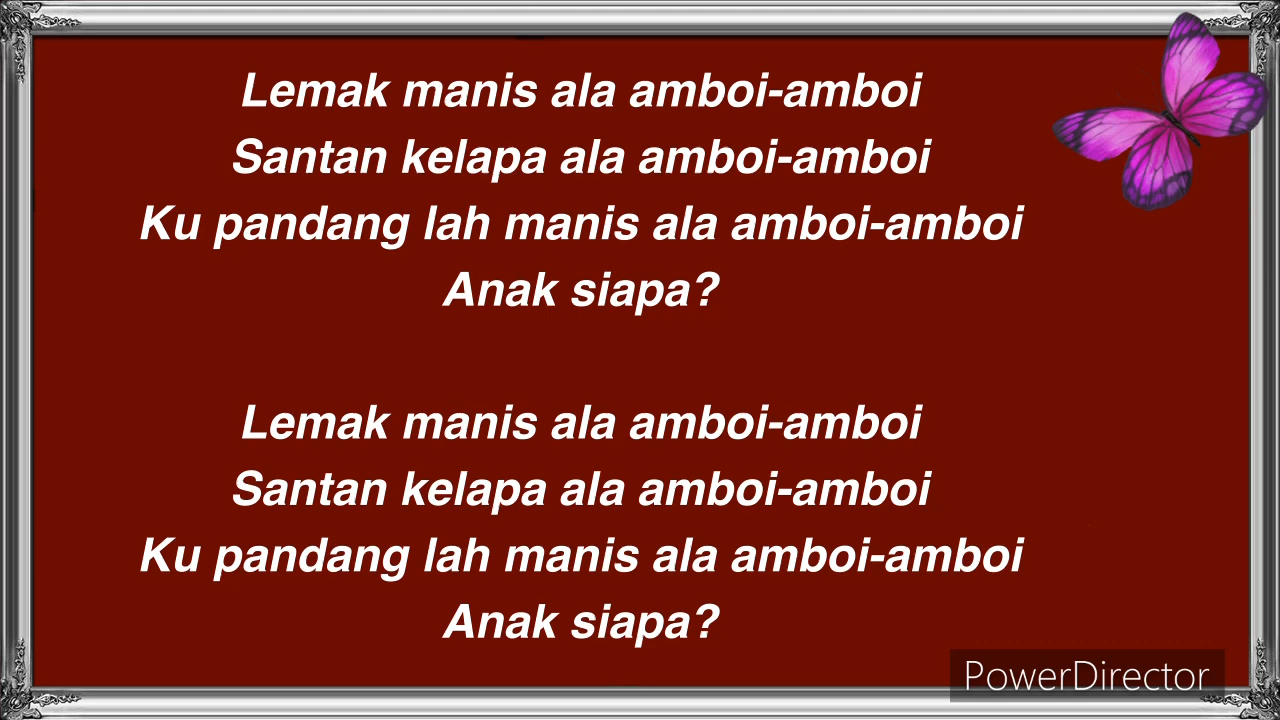 Lemak manis ala amboi-amboi
Santan kelapa ala amboi-amboi
Ku pandang lah manis ala amboi-amboi
Anak siapa?
Lemak manis ala amboi-amboi
Santan kelapa ala amboi-amboi
Ku pandang lah manis ala amboi-amboi
Anak siapa?
PowerDirector